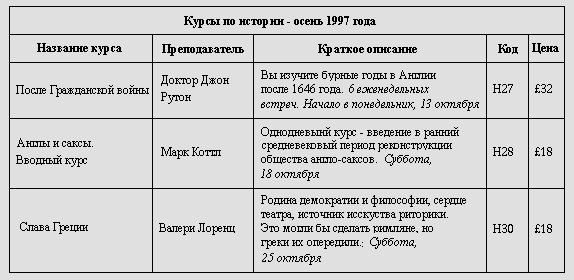 Курсы по истории - осень 1997 года
Название курса Преподаватель Краткое описание Код Цена
После Гражданской войны
Доктор Джон
Рутон
Вы изучите бурные годы в Англии
после 1646 года. 6 еженедельных
встреч. Начало в понедельник, 13 октября
H27 £32
Англы и саксы.
Вводный курс
Марк Коттл
Однодневынй курс - введение в ранний
средневековый период реконструкции
общества англо-саксов. Суббота,
18 октября
H28 £18
Слава Греции
Валери Лоренц
Родина демократии и философии, сердце
театра, источник исскуства риторики.
Это могли бы сделать римляне, но
греки их опередили.; Суббота,
25 октября
H30 £18